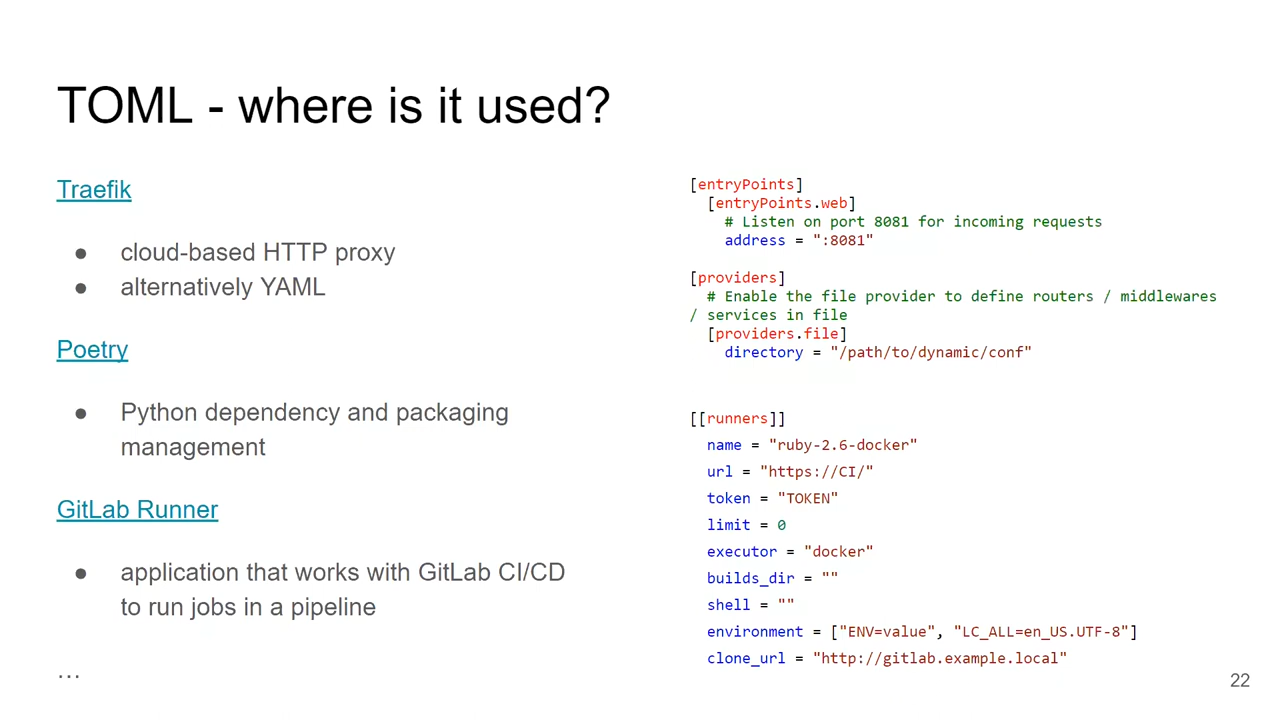 TOML - where is it used?
Traefik
● cloud-based HTTP proxy
● alternatively YAML
Poetry
● Python dependency and packaging
management
GitLab Runner
● application that works with GitLab CI/CD
to run jobs in a pipeline
…
[entryPoints]
[entryPoints.web]
# Listen on port 8081 for incoming requests
address = ":8081"
[providers]
# Enable the file provider to define routers / middlewares
/ services in file
[providers.file]
directory = "/path/to/dynamic/conf"
[[runners]]
name = "ruby-2.6-docker"
url = "https://CI/"
token = "TOKEN"
limit = 0
executor = "docker"
builds_dir = ""
shell = ""
environment = ["ENV=value", "LC_ALL=en_US.UTF-8"]
clone_url = "http://gitlab.example.local"
22